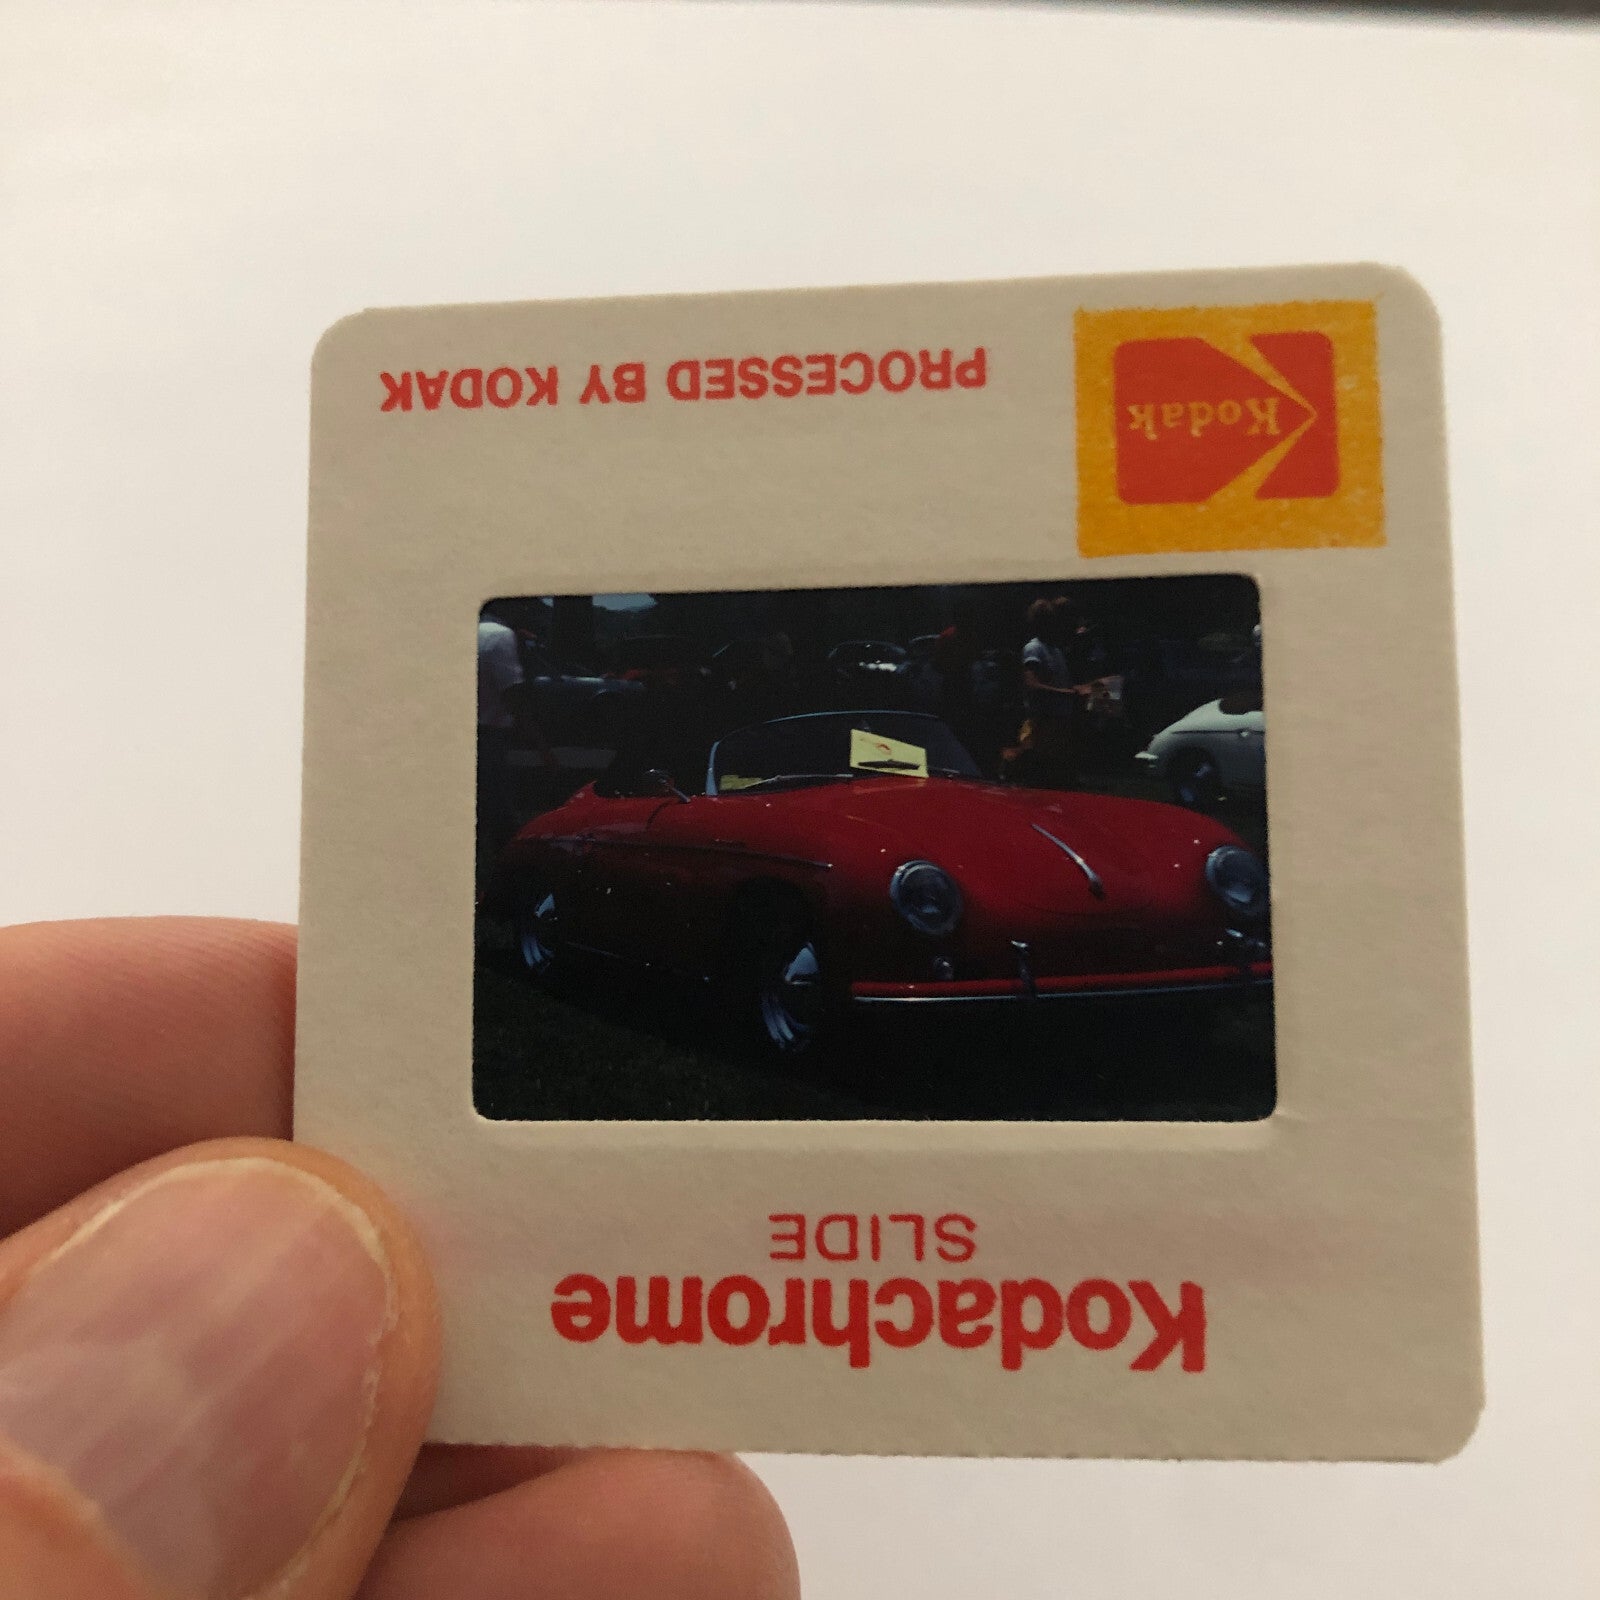 Kodachrome
SLIDE
Kodak
PROCESSED BY KODAK